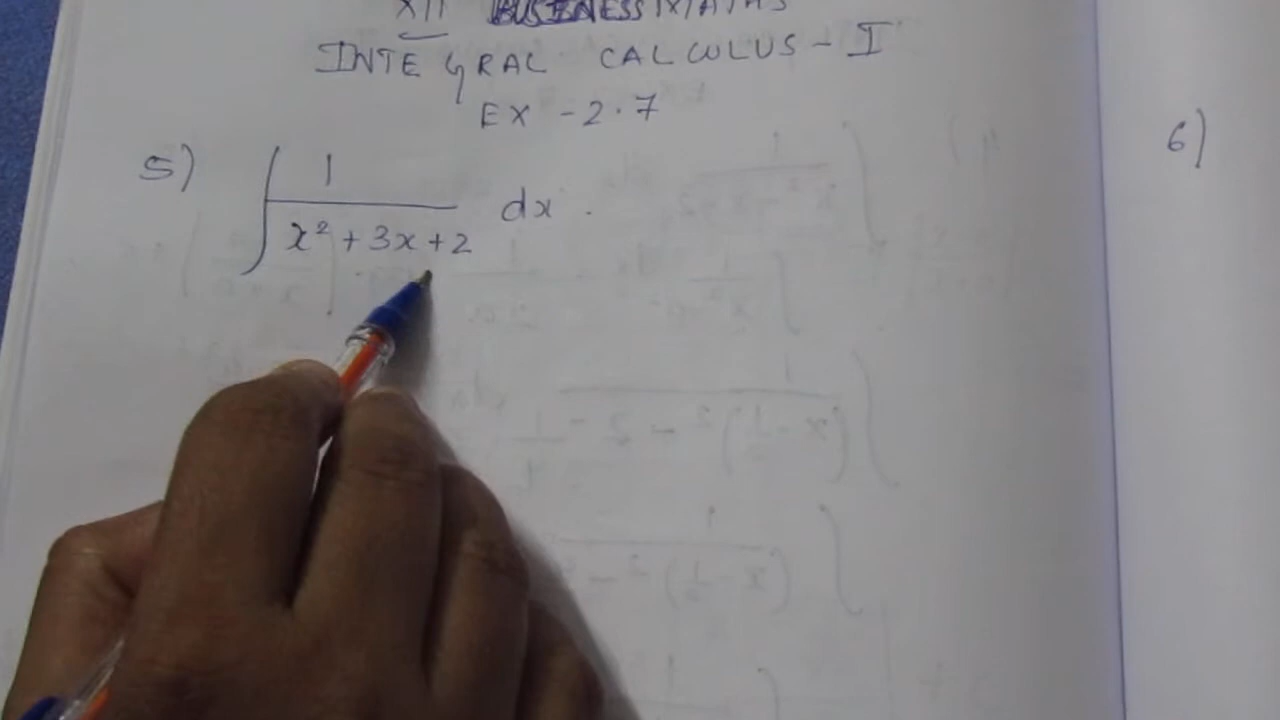 XII BUSINESS MATHS
INTEGRAL CALCULUS - I
EX - 2.7
5) ∫ 1 / (x² + 3x + 2) dx.
6)